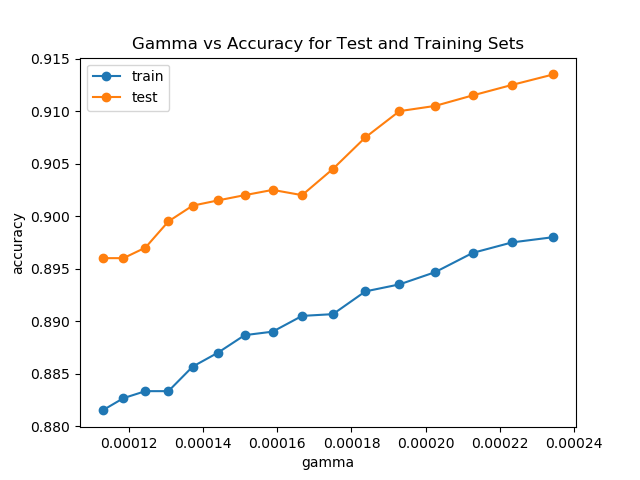 Gamma vs Accuracy for Test and Training Sets
train
test
0.915
0.910
0.905
0.900
0.895
0.890
0.885
0.880
accuracy
0.00012 0.00014 0.00016 0.00018 0.00020 0.00022 0.00024
gamma